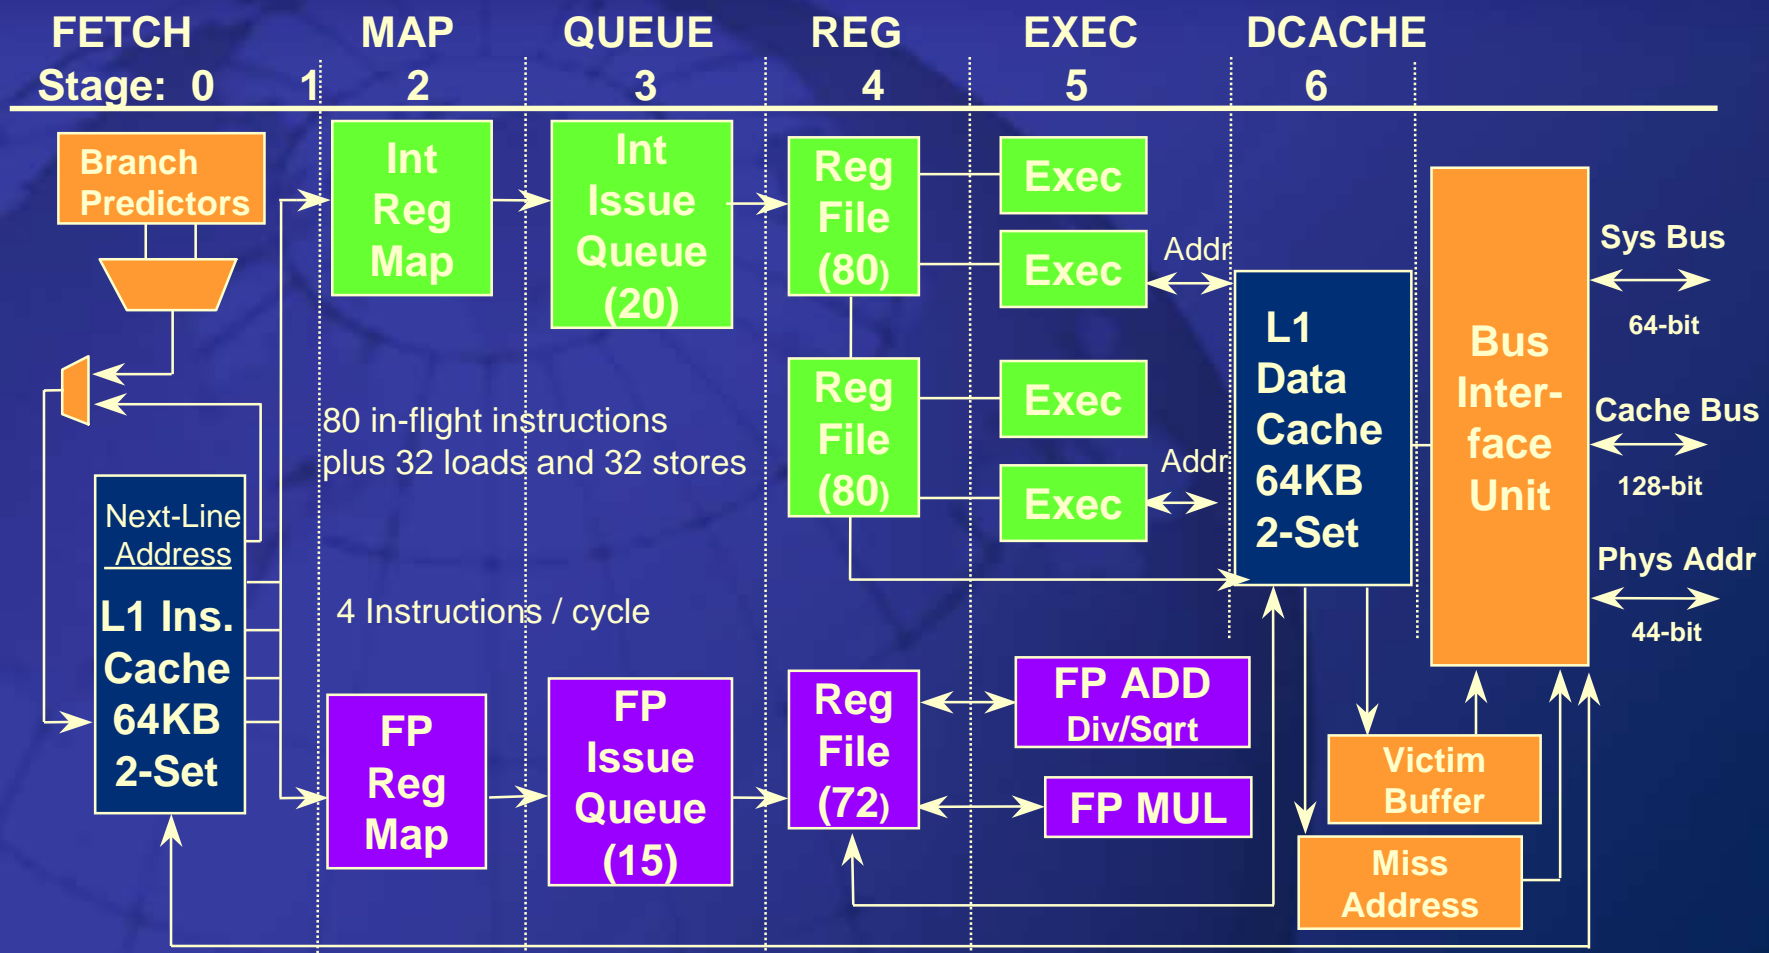 FETCH MAP QUEUE REG EXEC DCACHE
Stage: 0 1 2 3 4 5 6
Branch
Predictors
Next-Line
Address
L1 Ins.
Cache
64KB
2-Set
Int
Reg
Map
80 in-flight instructions
plus 32 loads and 32 stores
4 Instructions / cycle
FP
Reg
Map
Int
Issue
Queue
(20)
FP
Issue
Queue
(15)
Reg
File
(80)
Reg
File
(80)
Reg
File
(72)
Exec
Exec
Addr
Exec
Exec
Addr
FP ADD
Div/Sqrt
FP MUL
L1
Data
Cache
64KB
2-Set
Victim
Buffer
Miss
Address
Bus
Inter-
face
Unit
Sys Bus
64-bit
Cache Bus
128-bit
Phys Addr
44-bit